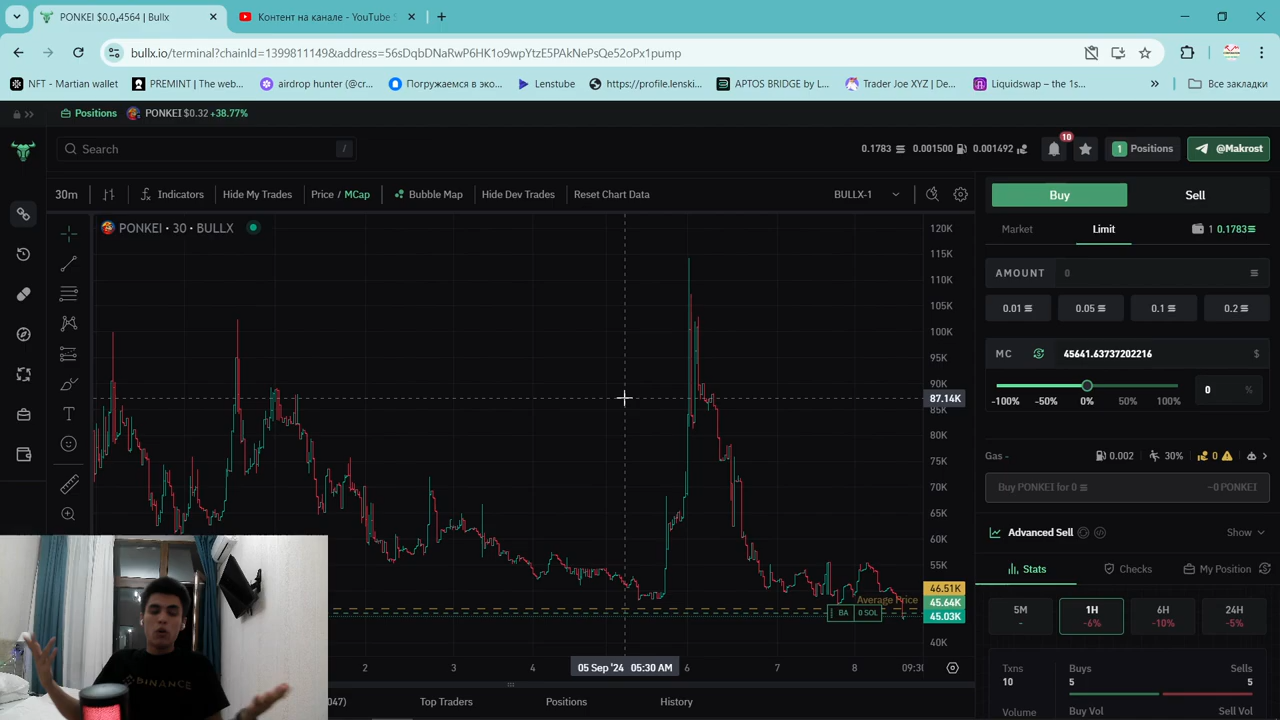 PONKEI $0.0₄4564 | Bullx
Контент на канале - YouTube S
bullx.io/terminal?chainId=1399811149&address=56sDqbDNaRwP6HK1o9wpYtzE5PAkNePsQe52oPx1pump
NFT - Martian wallet
PREMINT | The web...
airdrop hunter (@cr...
Погружаемся в эко...
Lenstube
https://profile.lenski...
APTOS BRIDGE by L...
Trader Joe XYZ | De...
Liquidswap – the 1s...
»
Все закладки
Positions PONKEI $0.32 +38.77%
Search /
0.1783 0.001500 0.001492
10
1 Positions
@Makrost
30m Indicators Hide My Trades Price / MCap Bubble Map Hide Dev Trades Reset Chart Data BULLX-1
Buy Sell
PONKEI · 30 · BULLX
Market Limit 1 0.1783
AMOUNT 0
0.01 0.05 0.1 0.2
MC 45641.63737202216 $
-100% -50% 0% 50% 100%
0 %
Gas - 0.002 30% 0
Buy PONKEI for 0 ~0 PONKEI
Advanced Sell Show
Stats Checks My Position
5M 1H 6H 24H
- -6% -10% -5%
Txns Buys Sells
10 5 5
Volume Buy Vol Sell Vol
120K
115K
110K
105K
100K
95K
90K
87.14K
85K
80K
75K
70K
65K
60K
55K
46.51K
45.64K
45.03K
40K
Average Price
BA 0 SOL
2 3 4 05 Sep '24 05:30 AM 6 7 8 09:30
047) Top Traders Positions History
BINANCE